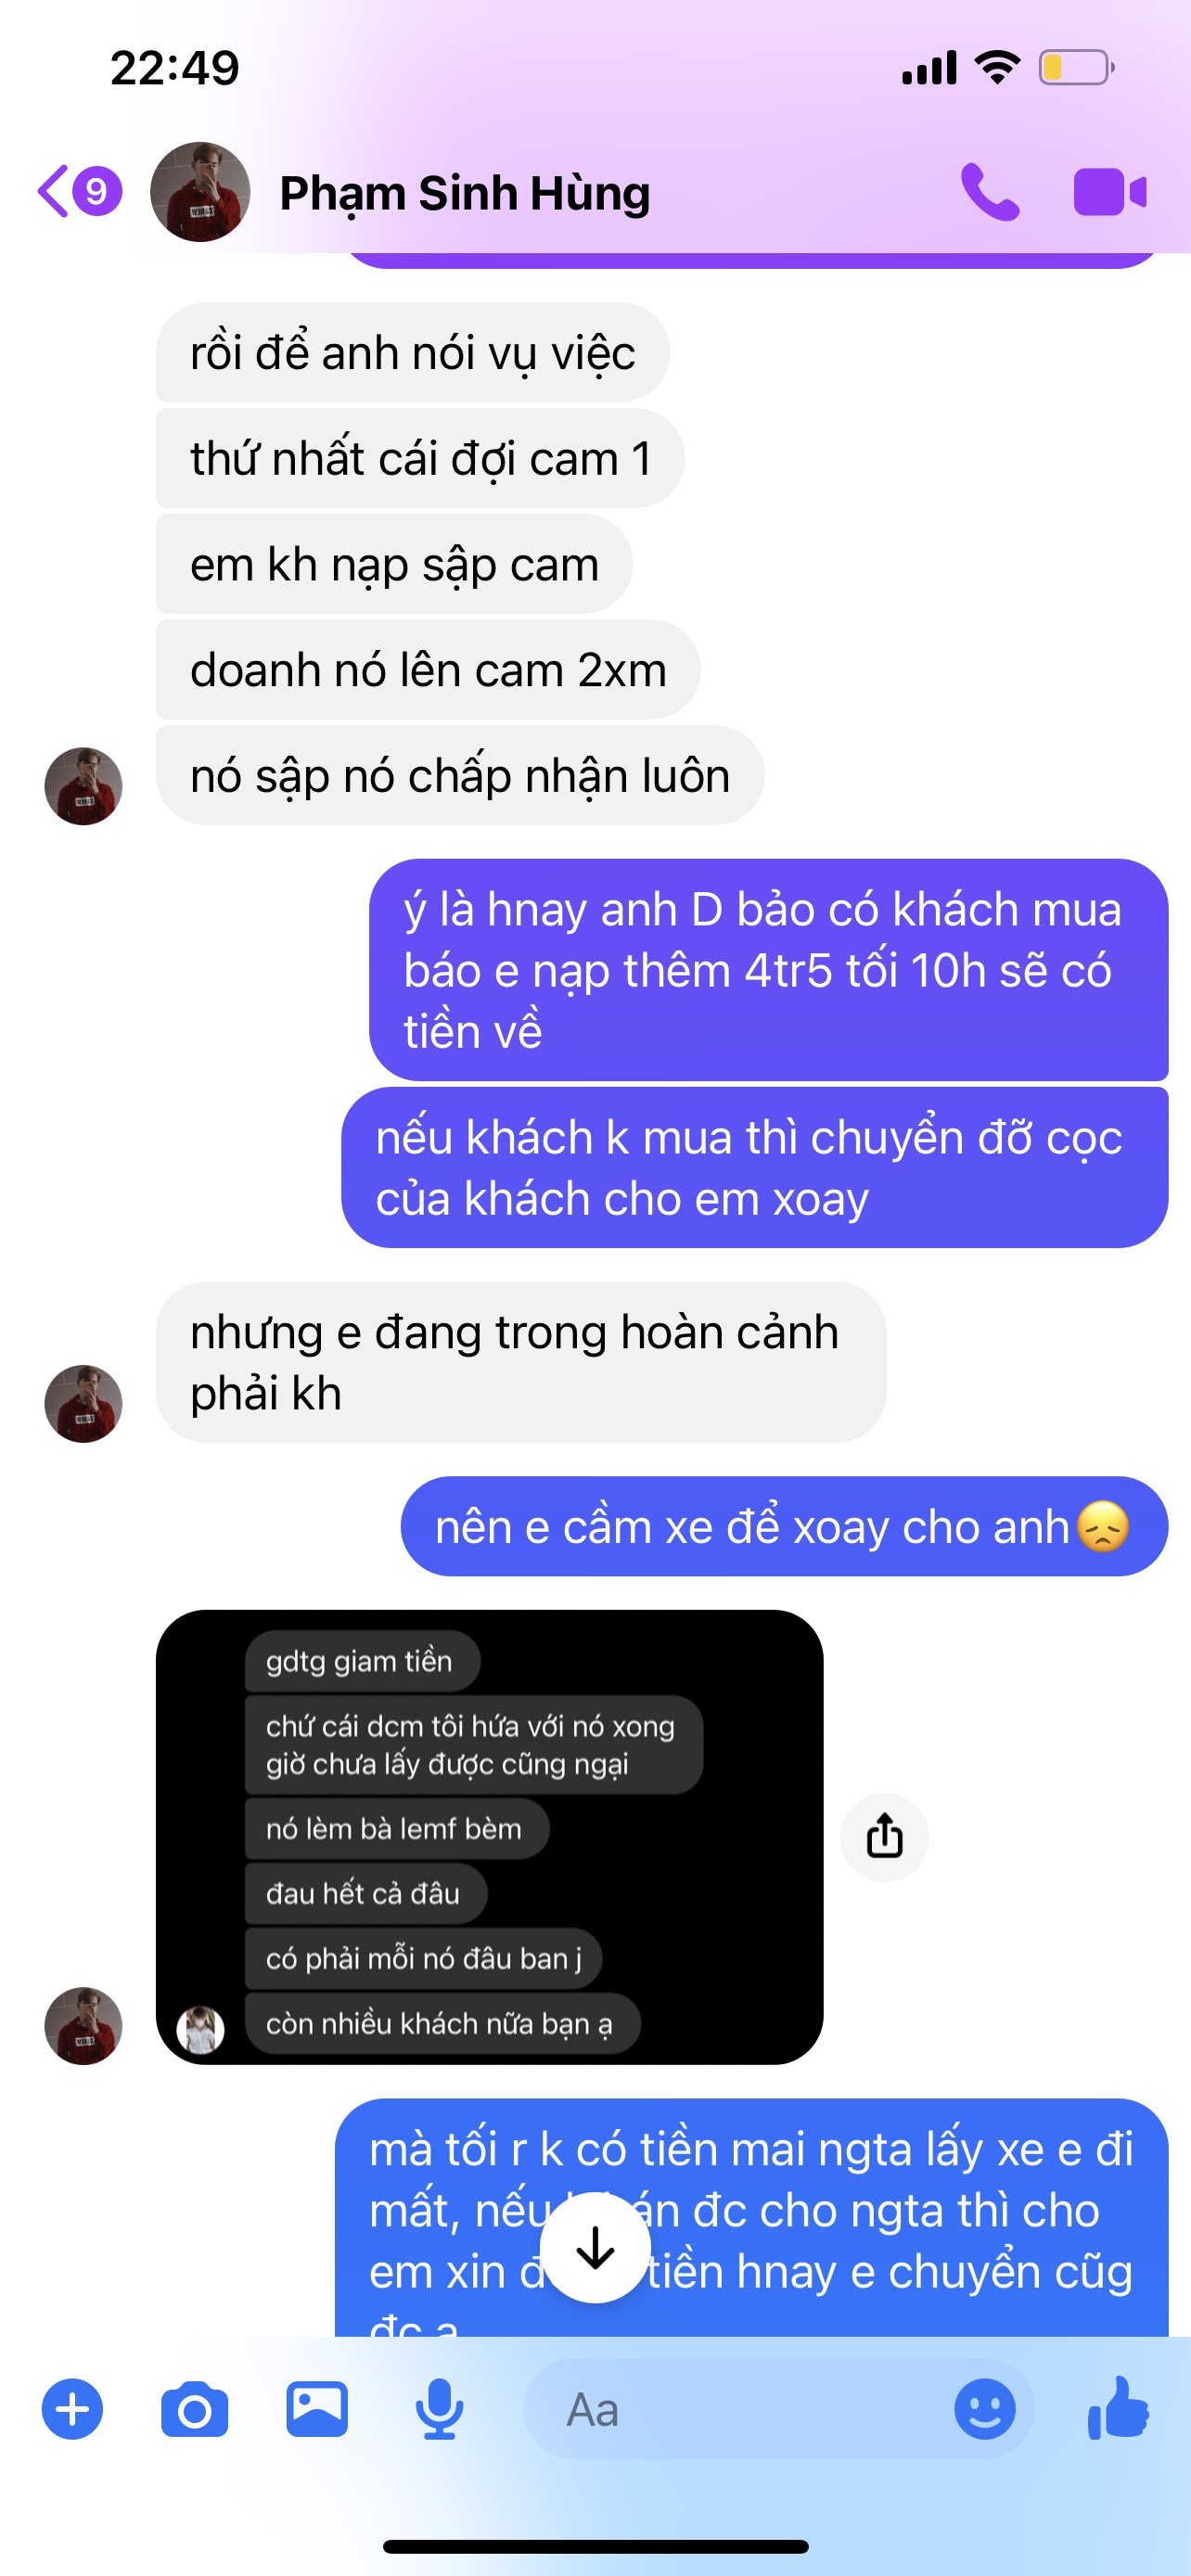 22:49
9
Phạm Sinh Hùng
rồi để anh nói vụ việc
thứ nhất cái đợi cam 1
em kh nạp sập cam
doanh nó lên cam 2xm
nó sập nó chấp nhận luôn
ý là hnay anh D bảo có khách mua
báo e nạp thêm 4tr5 tối 10h sẽ có
tiền về
nếu khách k mua thì chuyển đỡ cọc
của khách cho em xoay
nhưng e đang trong hoàn cảnh
phải kh
nên e cầm xe để xoay cho anh😞
gdtg giam tiền
chứ cái dcm tôi hứa với nó xong
giờ chưa lấy được cũng ngại
nó lèm bà lemf bèm
đau hết cả đâu
có phải mỗi nó đâu ban j
còn nhiều khách nữa bạn ạ
mà tối r k có tiền mai ngta lấy xe e đi
mất, nếu đc cho ngta thì cho
em xin tiền hnay e chuyển cũg
đc ạ
Aa